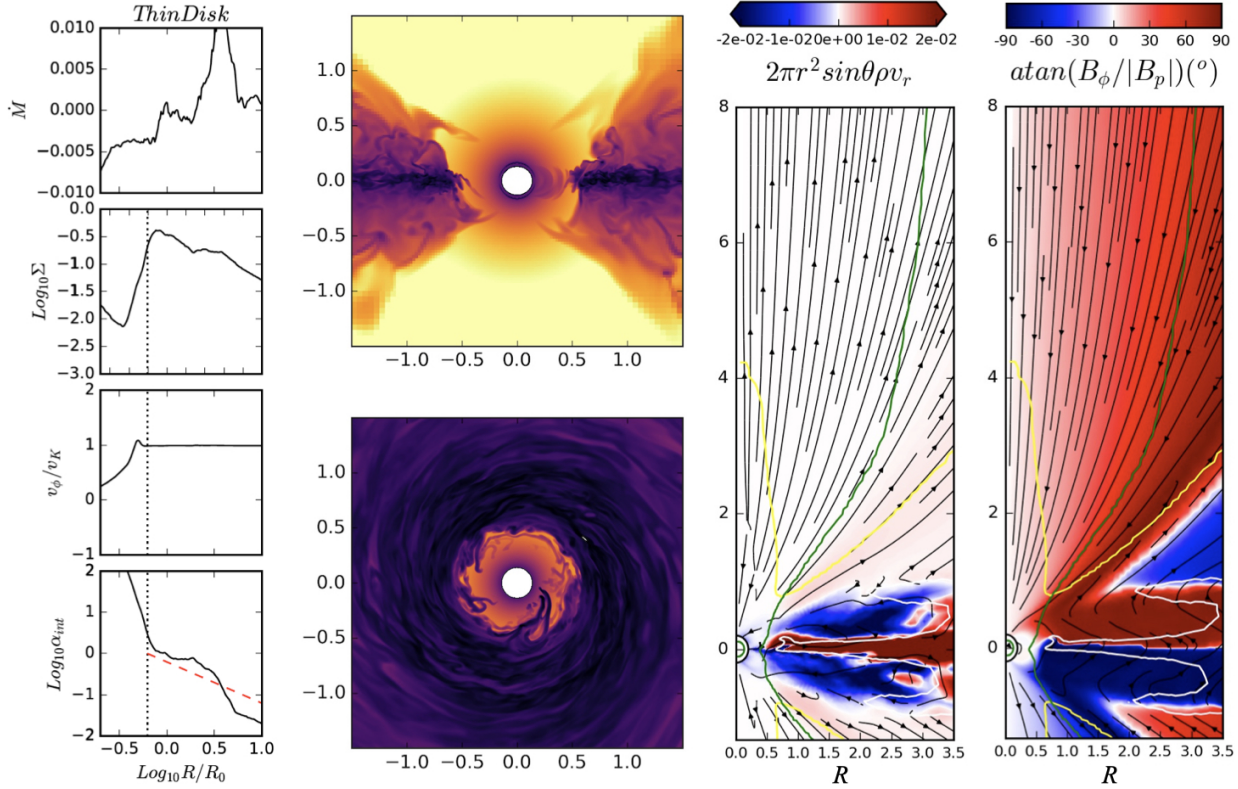 ThinDisk
0.010
0.005
0.000
−0.005
−0.010
Ṁ
0.0
−0.5
−1.0
−1.5
−2.0
−2.5
−3.0
Log₁₀Σ
2
1
0
−1
v_ϕ/v_K
2
1
0
−1
−2
Log₁₀α_int
−0.5 0.0 0.5 1.0
Log₁₀R/R₀
1.0
0.5
0.0
−0.5
−1.0
−1.0 −0.5 0.0 0.5 1.0
1.0
0.5
0.0
−0.5
−1.0
−1.0 −0.5 0.0 0.5 1.0
-2e-02 -1e-02 0e+00 1e-02 2e-02
2πr²sinθρv_r
8
6
4
2
0
0.0 0.5 1.0 1.5 2.0 2.5 3.0 3.5
R
-90 -60 -30 0 30 60 90
atan(B_ϕ/|B_p|)(°)
8
6
4
2
0
0.0 0.5 1.0 1.5 2.0 2.5 3.0 3.5
R